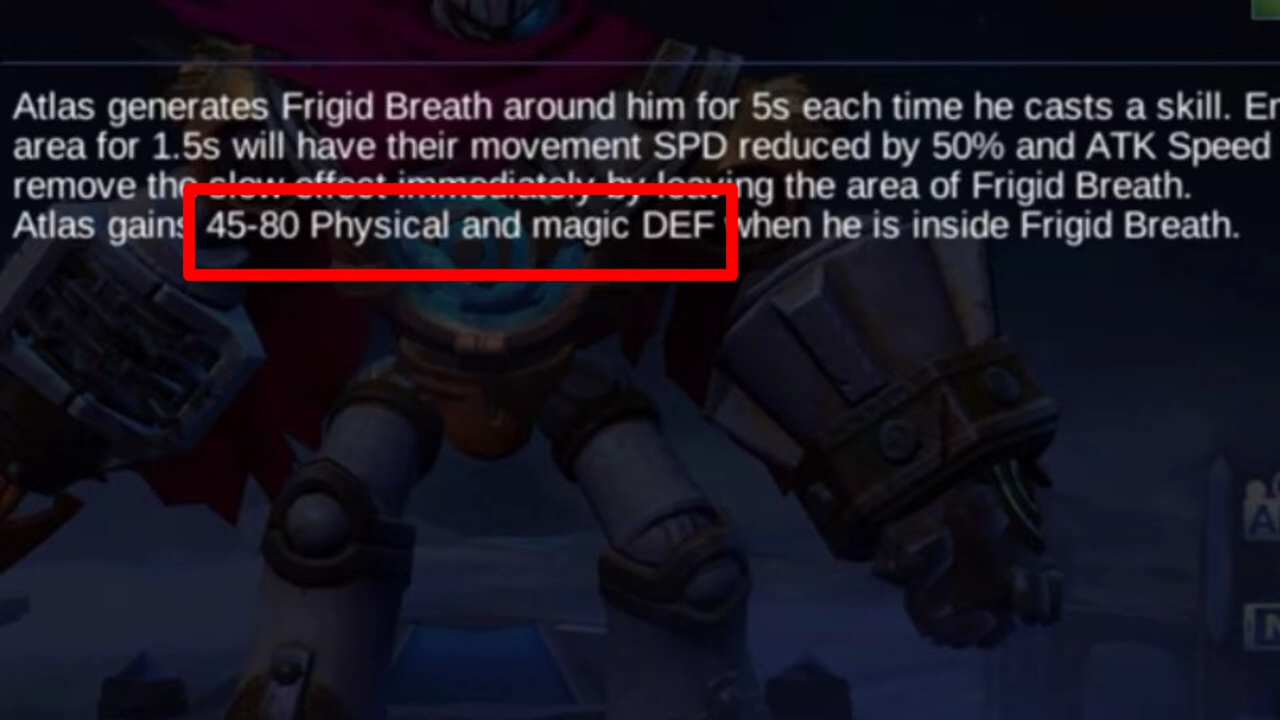 Atlas generates Frigid Breath around him for 5s each time he casts a skill.
area for 1.5s will have their movement SPD reduced by 50% and ATK Speed
remove the slow effect immediately by leaving the area of Frigid Breath.
Atlas gains 45-80 Physical and magic DEF when he is inside Frigid Breath.